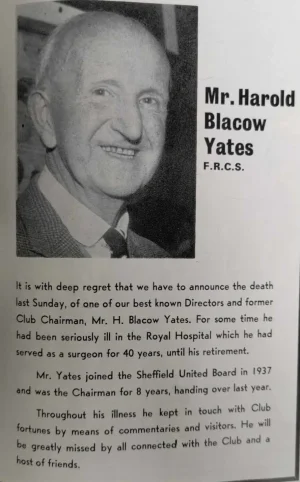 Mr. Harold
Blacow
Yates
F.R.C.S.
It is with deep regret that we have to announce the death
last Sunday, of one of our best known Directors and former
Club Chairman, Mr. H. Blacow Yates. For some time he
had been seriously ill in the Royal Hospital which he had
served as a surgeon for 40 years, until his retirement.
Mr. Yates joined the Sheffield United Board in 1937
and was the Chairman for 8 years, handing over last year.
Throughout his illness he kept in touch with Club
fortunes by means of commentaries and visitors. He will
be greatly missed by all connected with the Club and a
host of friends.